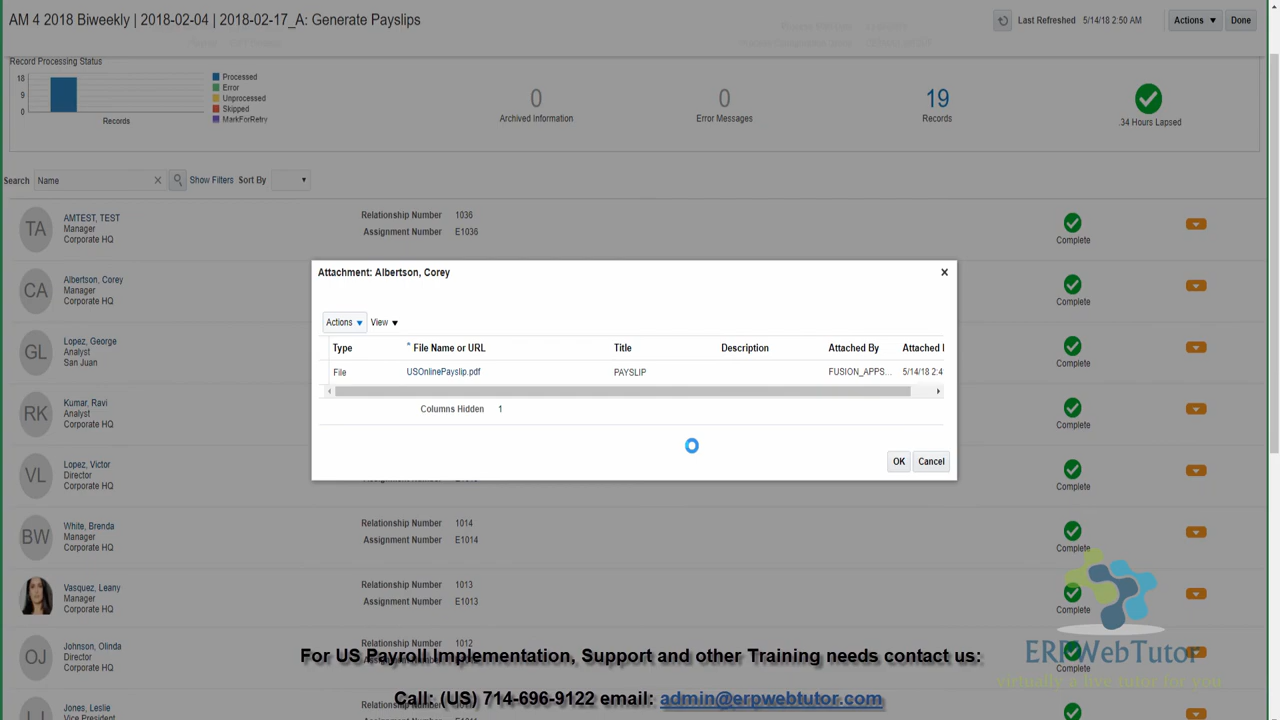 AM 4 2018 Biweekly | 2018-02-04 | 2018-02-17_A: Generate Payslips
Last Refreshed 5/14/18 2:50 AM
Actions
Done
Record Processing Status
18
9
0
Records
Processed
Error
Unprocessed
Skipped
MarkForRetry
0
Archived Information
0
Error Messages
19
Records
.34 Hours Lapsed
Search Name Show Filters Sort By
TA
AMTEST, TEST
Manager
Corporate HQ
Relationship Number 1036
Assignment Number E1036
Complete
CA
Albertson, Corey
Manager
Corporate HQ
Complete
GL
Lopez, George
Analyst
San Juan
Complete
RK
Kumar, Ravi
Analyst
Corporate HQ
Complete
VL
Lopez, Victor
Director
Corporate HQ
Complete
Attachment: Albertson, Corey
Actions View
Type * File Name or URL Title Description Attached By Attached
File USOnlinePayslip.pdf PAYSLIP FUSION_APPS... 5/14/18 2:4
Columns Hidden 1
OK Cancel
Assignment Number
BW
White, Brenda
Manager
Corporate HQ
Relationship Number 1014
Assignment Number E1014
Complete
Vasquez, Leany
Manager
Corporate HQ
Relationship Number 1013
Assignment Number E1013
Complete
OJ
Johnson, Olinda
Director
Corporate HQ
Relationship Number 1012
Complete
Jones, Leslie
Vice President
For US Payroll Implementation, Support and other Training needs contact us:
Call: (US) 714-696-9122 email: admin@erpwebtutor.com
ERPWebTutor
virtually a live tutor for you